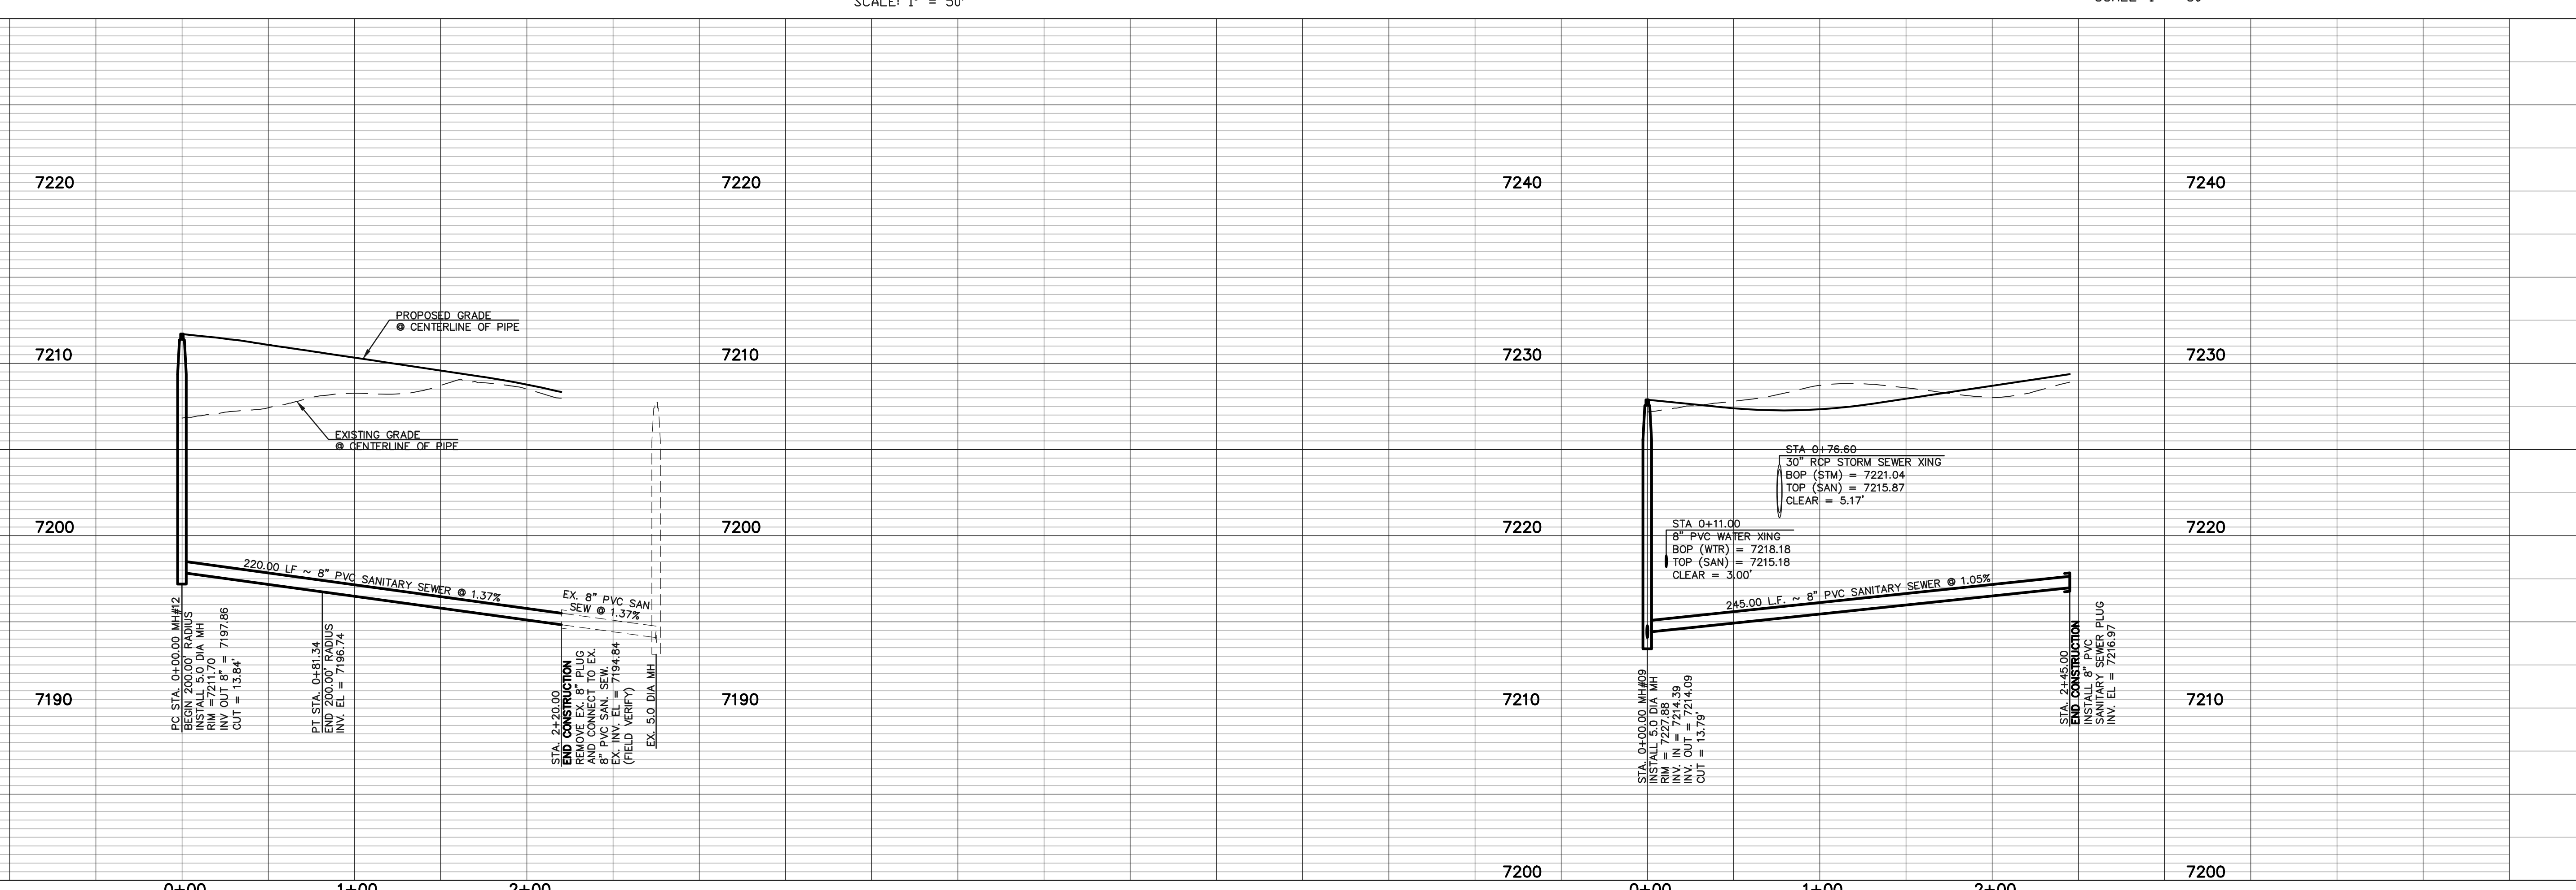 SCALE: 1" = 50'
7220
7210
7200
7190
7220
7210
7200
7190
PROPOSED GRADE
@ CENTERLINE OF PIPE
EXISTING GRADE
@ CENTERLINE OF PIPE
220.00 LF ~ 8" PVC SANITARY SEWER @ 1.37%
EX. 8" PVC SAN
SEW @ 1.37%
PC STA. 0+00.00 MH#12
BEGIN 200.00' RADIUS
INSTALL 5.0 DIA MH
RIM =7211.70
INV OUT 8" = 7197.86
CUT = 13.84'
PT STA. 0+81.34
END 200.00' RADIUS
INV. EL = 7196.74
STA. 2+20.00
END CONSTRUCTION
REMOVE EX. 8" PLUG
AND CONNECT TO EX.
8" PVC SAN. SEW.
EX. INV. EL = 7194.84
(FIELD VERIFY)
EX. 5.0 DIA MH
0+00
1+00
2+00
7240
7230
7220
7210
7200
7240
7230
7220
7210
7200
STA 0+76.60
30" RCP STORM SEWER XING
BOP (STM) = 7221.04
TOP (SAN) = 7215.87
CLEAR = 5.17'
STA 0+11.00
8" PVC WATER XING
BOP (WTR) = 7218.18
TOP (SAN) = 7215.18
CLEAR = 3.00'
245.00 L.F. ~ 8" PVC SANITARY SEWER @ 1.05%
STA. 0+00.00 MH#09
INSTALL 5.0 DIA MH
RIM = 7227.88
INV. IN = 7214.39
INV. OUT = 7214.09
CUT = 13.79'
STA. 2+45.00
END CONSTRUCTION
INSTALL 8" PVC
SANITARY SEWER PLUG
INV. EL = 7216.97
0+00
1+00
2+00